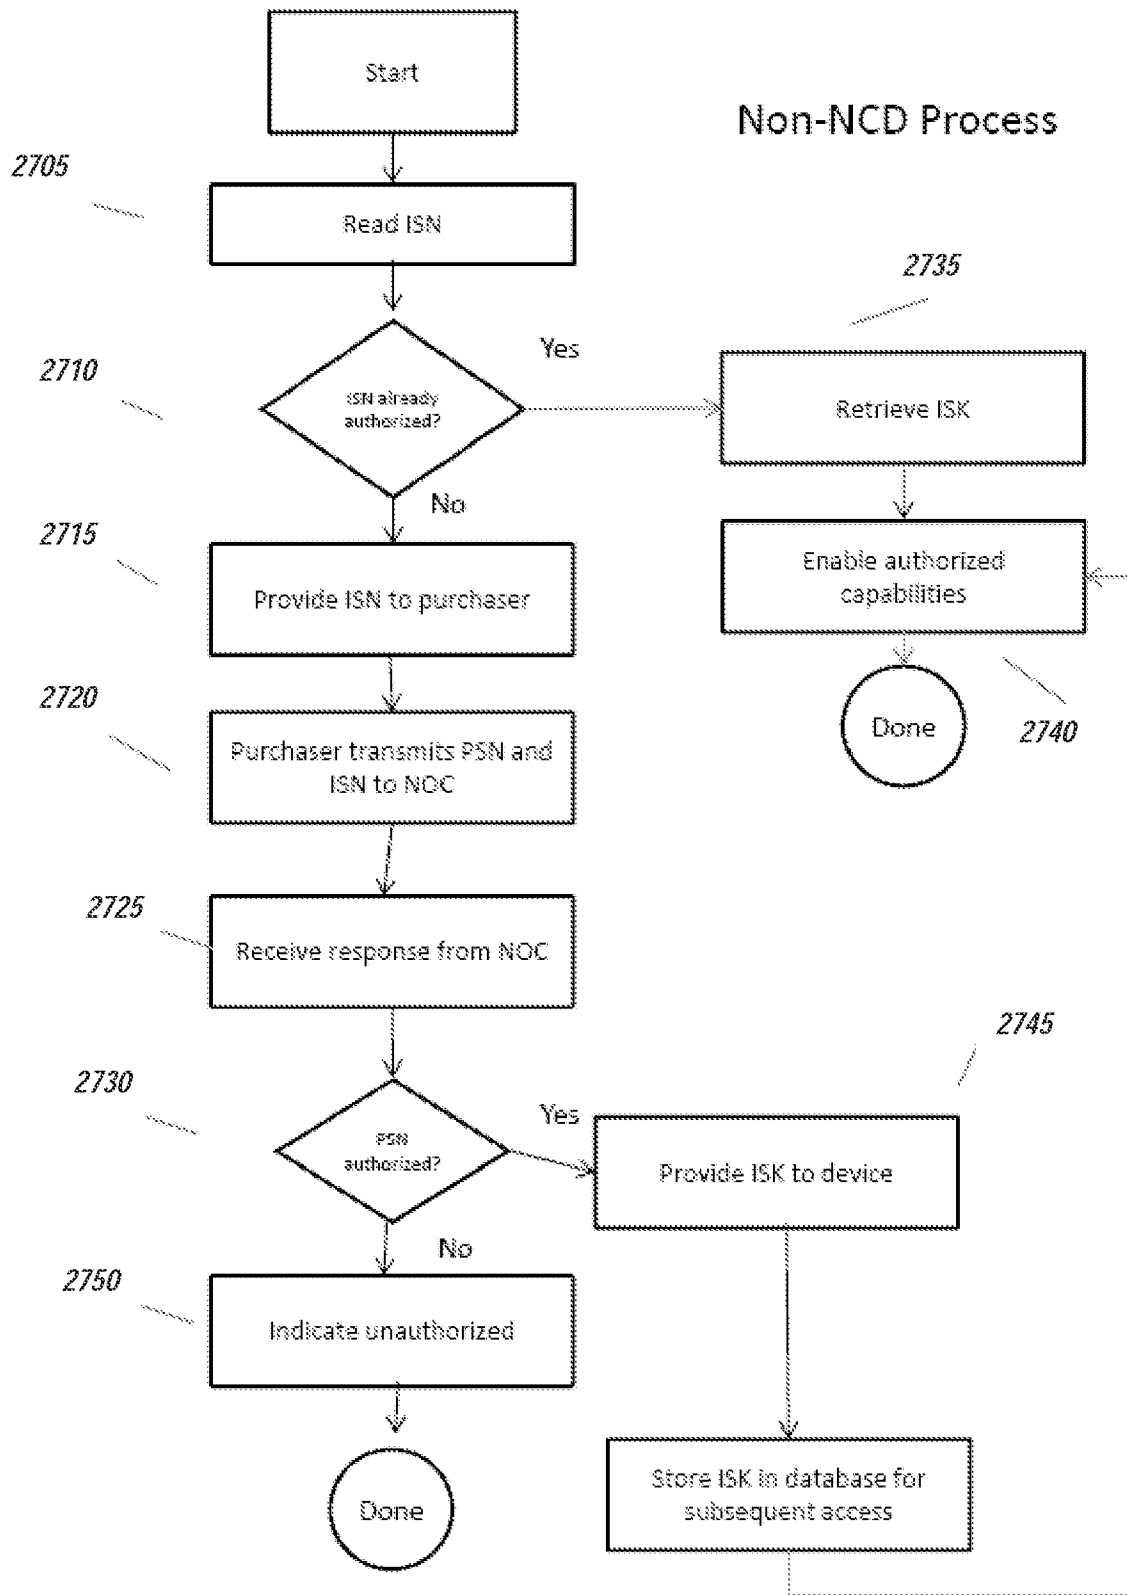 Start
Non-NCD Process
2705
Read ISN
2735
Yes
2710
ISN already
authorized?
Retrieve ISK
No
2715
Enable authorized
capabilities
Provide ISN to purchaser
2720
Purchaser transmits PSN and
ISN to NOC
Done
2740
2725
Receive response from NOC
2745
2730
Yes
PSN
authorized?
Provide ISK to device
No
2750
Indicate unauthorized
Store ISK in database for
subsequent access
Done